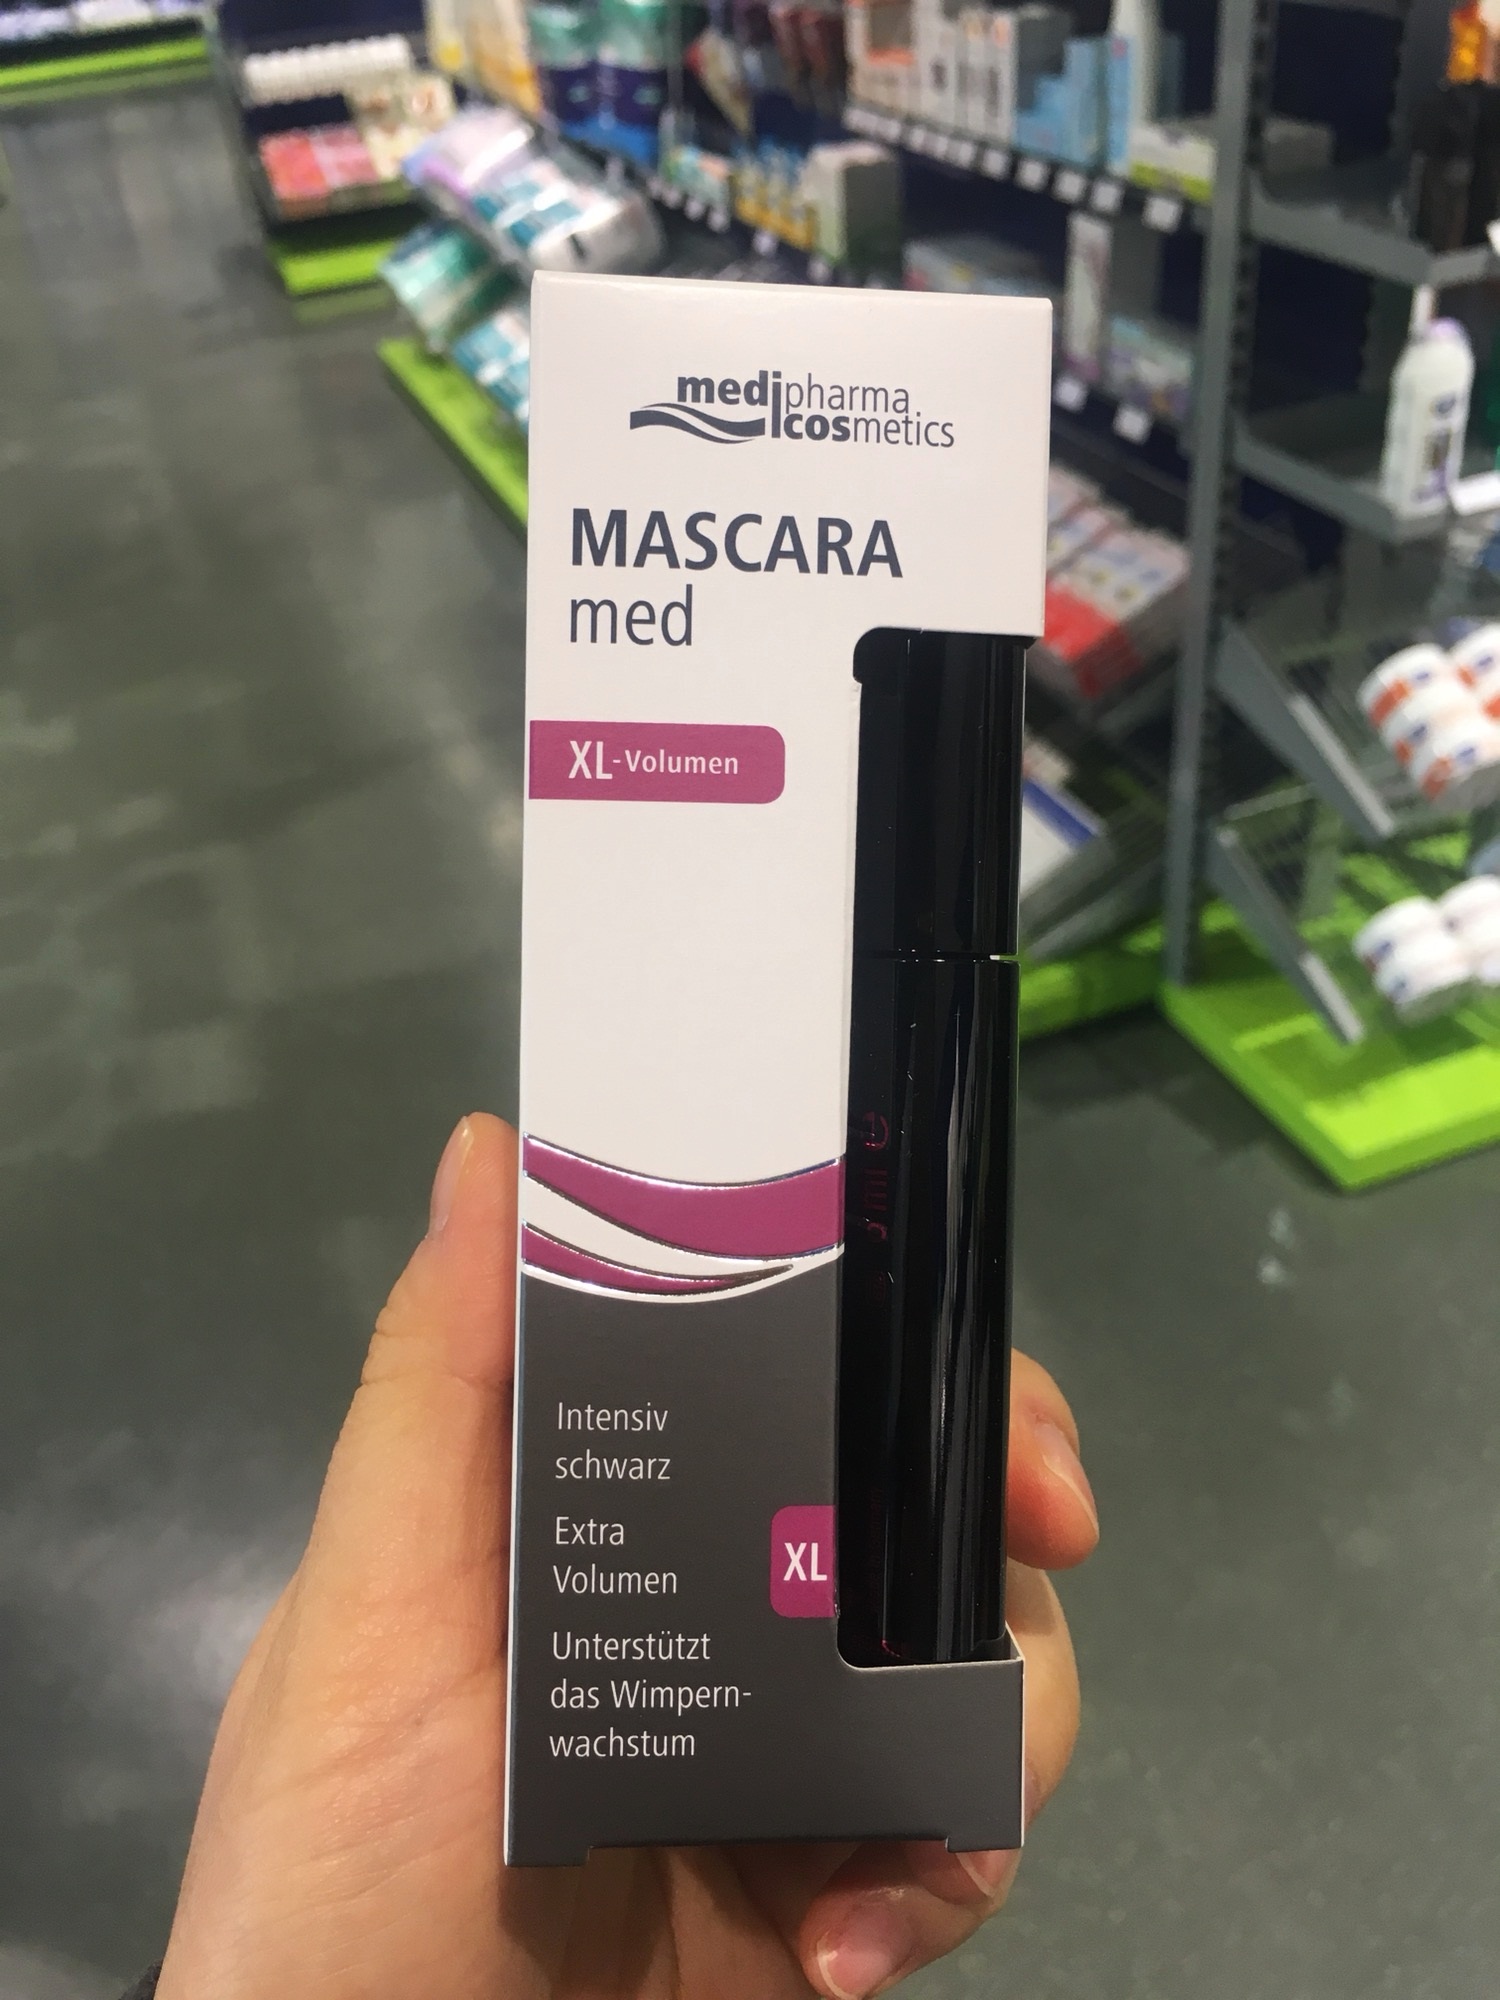 medipharma
cosmetics
MASCARA
med
XL-Volumen
Intensiv
schwarz
Extra
Volumen
XL
Unterstützt
das Wimpern-
wachstum